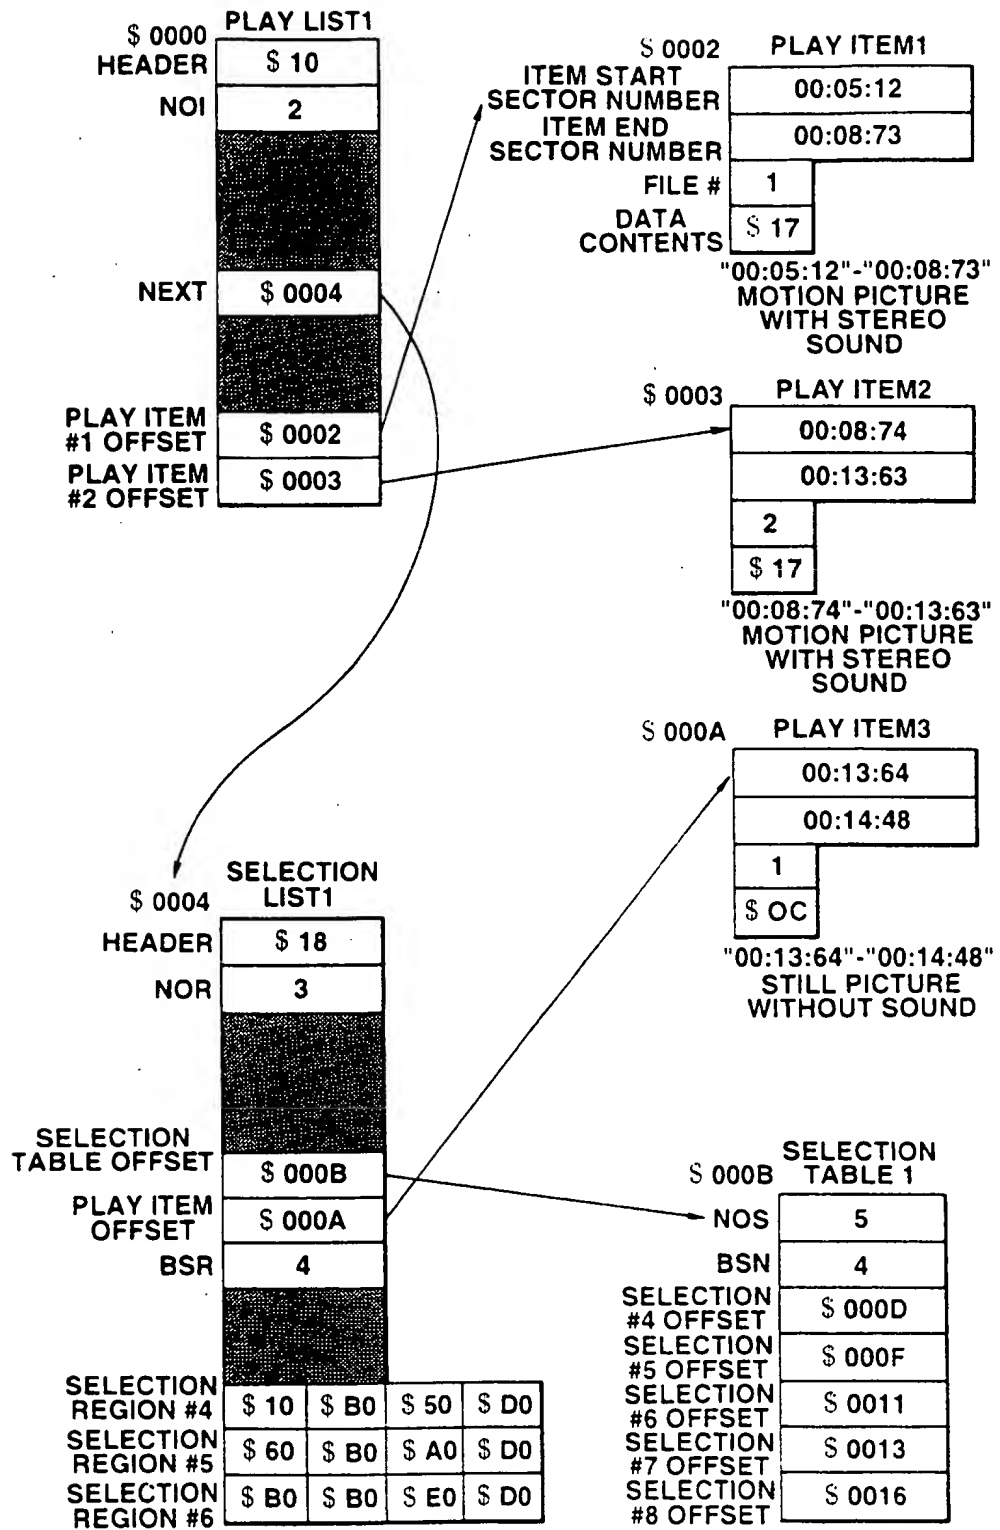 PLAY LIST1
$ 0000
HEADER $ 10
NOI 2
NEXT $ 0004
PLAY ITEM
#1 OFFSET $ 0002
PLAY ITEM
#2 OFFSET $ 0003
$ 0002 PLAY ITEM1
ITEM START
SECTOR NUMBER 00:05:12
ITEM END
SECTOR NUMBER 00:08:73
FILE # 1
DATA
CONTENTS $ 17
"00:05:12"-"00:08:73"
MOTION PICTURE
WITH STEREO
SOUND
$ 0003 PLAY ITEM2
00:08:74
00:13:63
2
$ 17
"00:08:74"-"00:13:63"
MOTION PICTURE
WITH STEREO
SOUND
$ 000A PLAY ITEM3
00:13:64
00:14:48
1
$ OC
"00:13:64"-"00:14:48"
STILL PICTURE
WITHOUT SOUND
SELECTION
LIST1
$ 0004
HEADER $ 18
NOR 3
SELECTION
TABLE OFFSET $ 000B
PLAY ITEM
OFFSET $ 000A
BSR 4
SELECTION
REGION #4 $ 10 $ B0 $ 50 $ D0
SELECTION
REGION #5 $ 60 $ B0 $ A0 $ D0
SELECTION
REGION #6 $ B0 $ B0 $ E0 $ D0
SELECTION
$ 000B TABLE 1
NOS 5
BSN 4
SELECTION
#4 OFFSET $ 000D
SELECTION
#5 OFFSET $ 000F
SELECTION
#6 OFFSET $ 0011
SELECTION
#7 OFFSET $ 0013
SELECTION
#8 OFFSET $ 0016